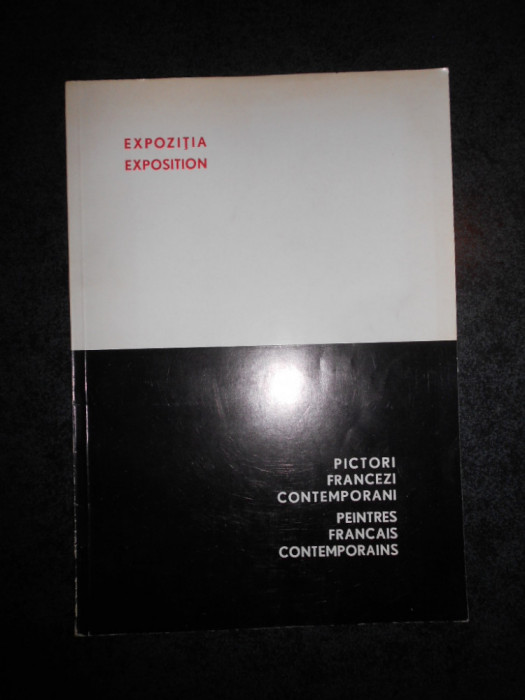 EXPOZIŢIA
EXPOSITION
PICTORI
FRANCEZI
CONTEMPORANI
PEINTRES
FRANCAIS
CONTEMPORAINS